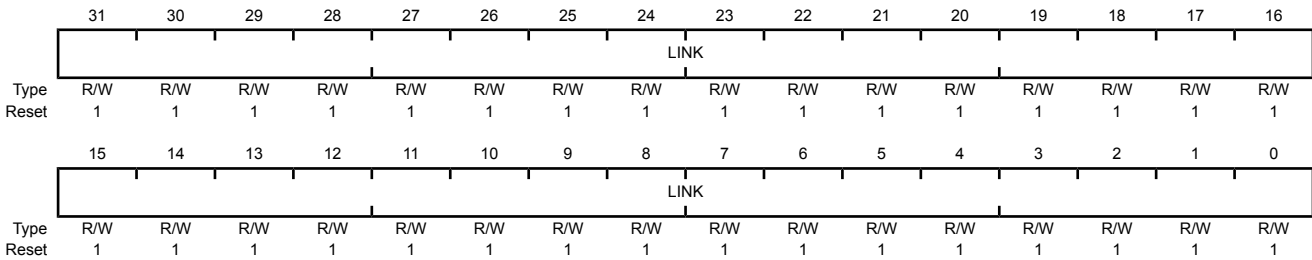 31 30 29 28 27 26 25 24 23 22 21 20 19 18 17 16
LINK
Type R/W R/W R/W R/W R/W R/W R/W R/W R/W R/W R/W R/W R/W R/W R/W R/W
Reset 1 1 1 1 1 1 1 1 1 1 1 1 1 1 1 1
15 14 13 12 11 10 9 8 7 6 5 4 3 2 1 0
LINK
Type R/W R/W R/W R/W R/W R/W R/W R/W R/W R/W R/W R/W R/W R/W R/W R/W
Reset 1 1 1 1 1 1 1 1 1 1 1 1 1 1 1 1